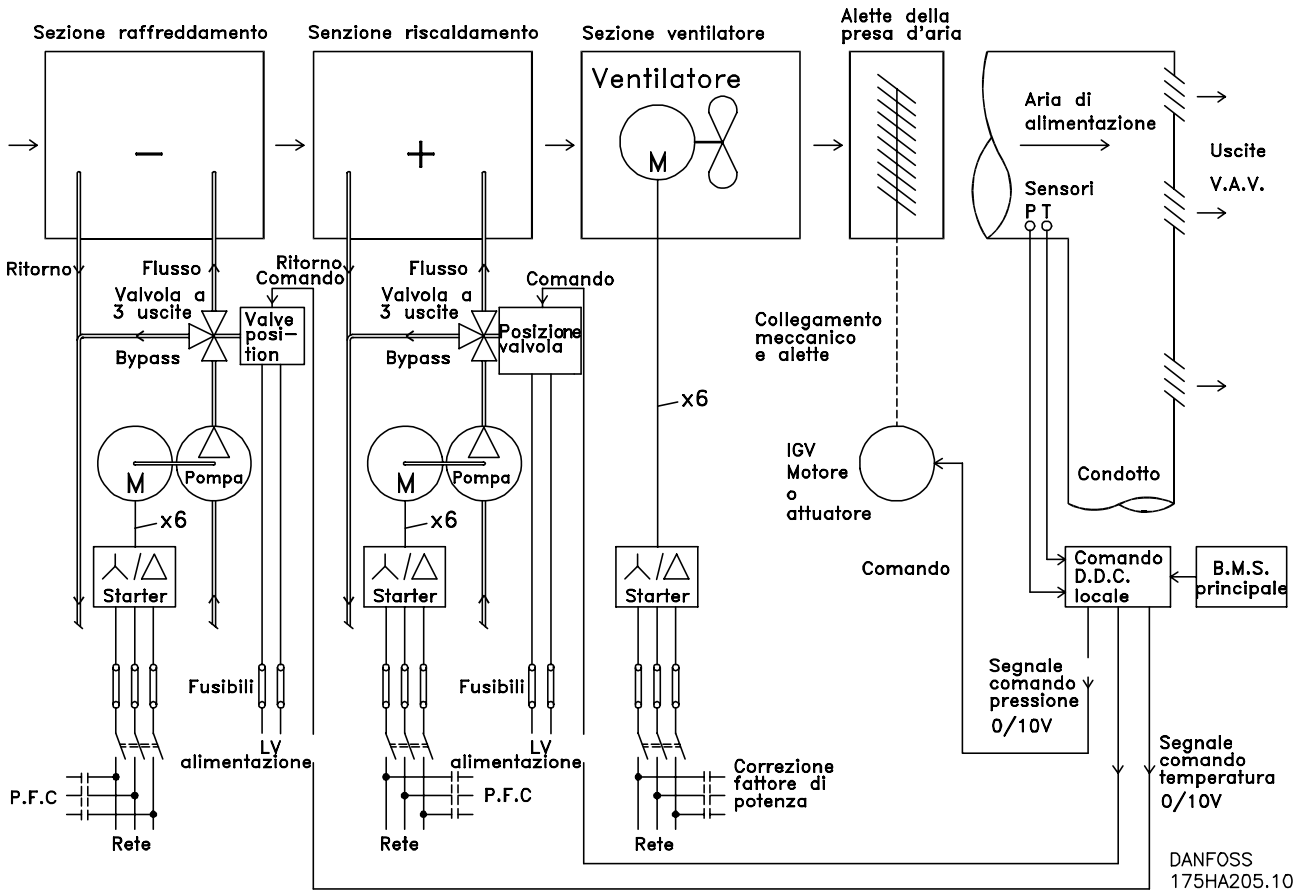 Sezione raffreddamento
Senzione riscaldamento
Sezione ventilatore
Alette della
presa d'aria
Ventilatore
M
Aria di
alimentazione
Uscite
V.A.V.
Sensori
P T
Ritorno
Flusso
Valvola a
3 uscite
Bypass
Comando
Valve
posi-
tion
Ritorno
Flusso
Valvola a
3 uscite
Bypass
Comando
Posizione
valvola
Collegamento
meccanico
e alette
x6
M
Pompa
x6
M
Pompa
x6
IGV
Motore
o
attuatore
Condotto
Starter
Starter
Starter
Comando
Comando
D.D.C.
locale
B.M.S.
principale
Fusibili
Fusibili
Segnale
comando
pressione
0/10V
LV
alimentazione
LV
alimentazione
Segnale
comando
temperatura
0/10V
P.F.C
P.F.C
Correzione
fattore di
potenza
Rete
Rete
Rete
DANFOSS
175HA205.10